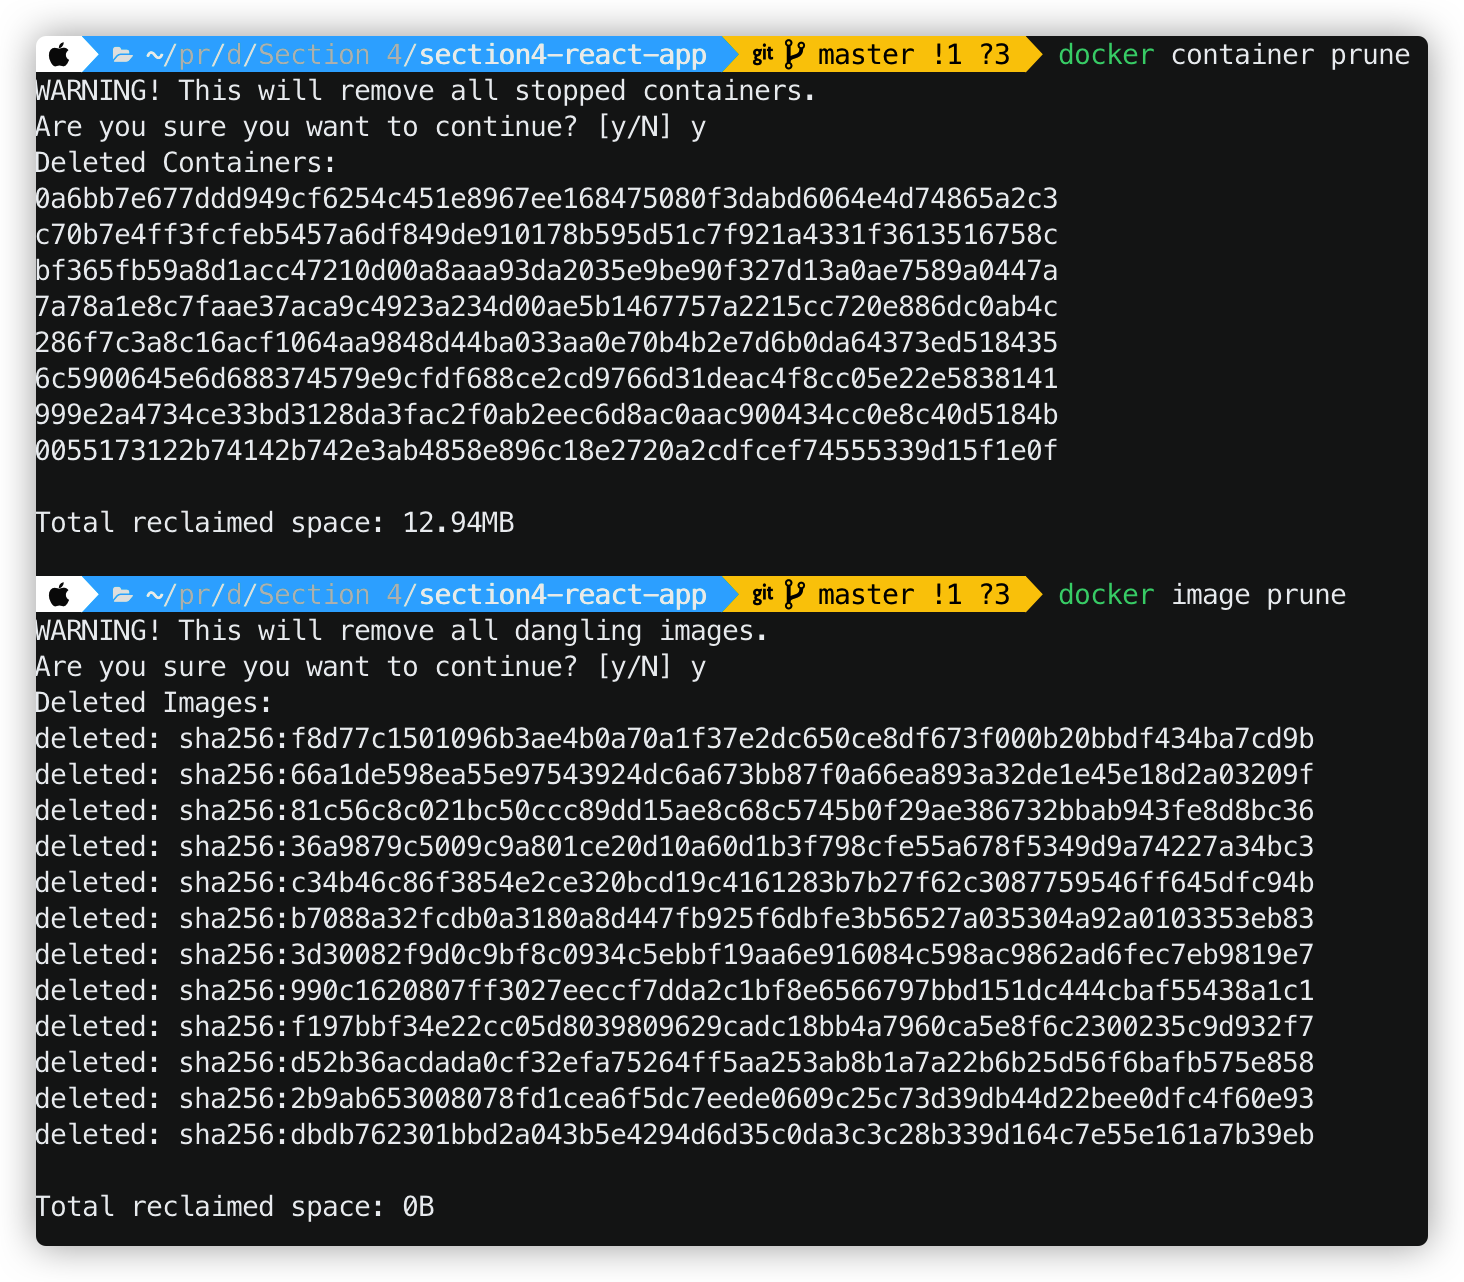 ~/pr/d/Section 4/section4-react-app git master !1 ?3 docker container prune
WARNING! This will remove all stopped containers.
Are you sure you want to continue? [y/N] y
Deleted Containers:
0a6bb7e677ddd949cf6254c451e8967ee168475080f3dabd6064e4d74865a2c3
c70b7e4ff3fcfeb5457a6df849de910178b595d51c7f921a4331f3613516758c
bf365fb59a8d1acc47210d00a8aaa93da2035e9be90f327d13a0ae7589a0447a
7a78a1e8c7faae37aca9c4923a234d00ae5b1467757a2215cc720e886dc0ab4c
286f7c3a8c16acf1064aa9848d44ba033aa0e70b4b2e7d6b0da64373ed518435
6c5900645e6d688374579e9cfdf688ce2cd9766d31deac4f8cc05e22e5838141
999e2a4734ce33bd3128da3fac2f0ab2eec6d8ac0aac900434cc0e8c40d5184b
0055173122b74142b742e3ab4858e896c18e2720a2cdfcef74555339d15f1e0f
Total reclaimed space: 12.94MB
~/pr/d/Section 4/section4-react-app git master !1 ?3 docker image prune
WARNING! This will remove all dangling images.
Are you sure you want to continue? [y/N] y
Deleted Images:
deleted: sha256:f8d77c1501096b3ae4b0a70a1f37e2dc650ce8df673f000b20bbdf434ba7cd9b
deleted: sha256:66a1de598ea55e97543924dc6a673bb87f0a66ea893a32de1e45e18d2a03209f
deleted: sha256:81c56c8c021bc50ccc89dd15ae8c68c5745b0f29ae386732bbab943fe8d8bc36
deleted: sha256:36a9879c5009c9a801ce20d10a60d1b3f798cfe55a678f5349d9a74227a34bc3
deleted: sha256:c34b46c86f3854e2ce320bcd19c4161283b7b27f62c3087759546ff645dfc94b
deleted: sha256:b7088a32fcdb0a3180a8d447fb925f6dbfe3b56527a035304a92a0103353eb83
deleted: sha256:3d30082f9d0c9bf8c0934c5ebbf19aa6e916084c598ac9862ad6fec7eb9819e7
deleted: sha256:990c1620807ff3027eeccf7dda2c1bf8e6566797bbd151dc444cbaf55438a1c1
deleted: sha256:f197bbf34e22cc05d8039809629cadc18bb4a7960ca5e8f6c2300235c9d932f7
deleted: sha256:d52b36acdada0cf32efa75264ff5aa253ab8b1a7a22b6b25d56f6bafb575e858
deleted: sha256:2b9ab653008078fd1cea6f5dc7eede0609c25c73d39db44d22bee0dfc4f60e93
deleted: sha256:dbdb762301bbd2a043b5e4294d6d35c0da3c3c28b339d164c7e55e161a7b39eb
Total reclaimed space: 0B